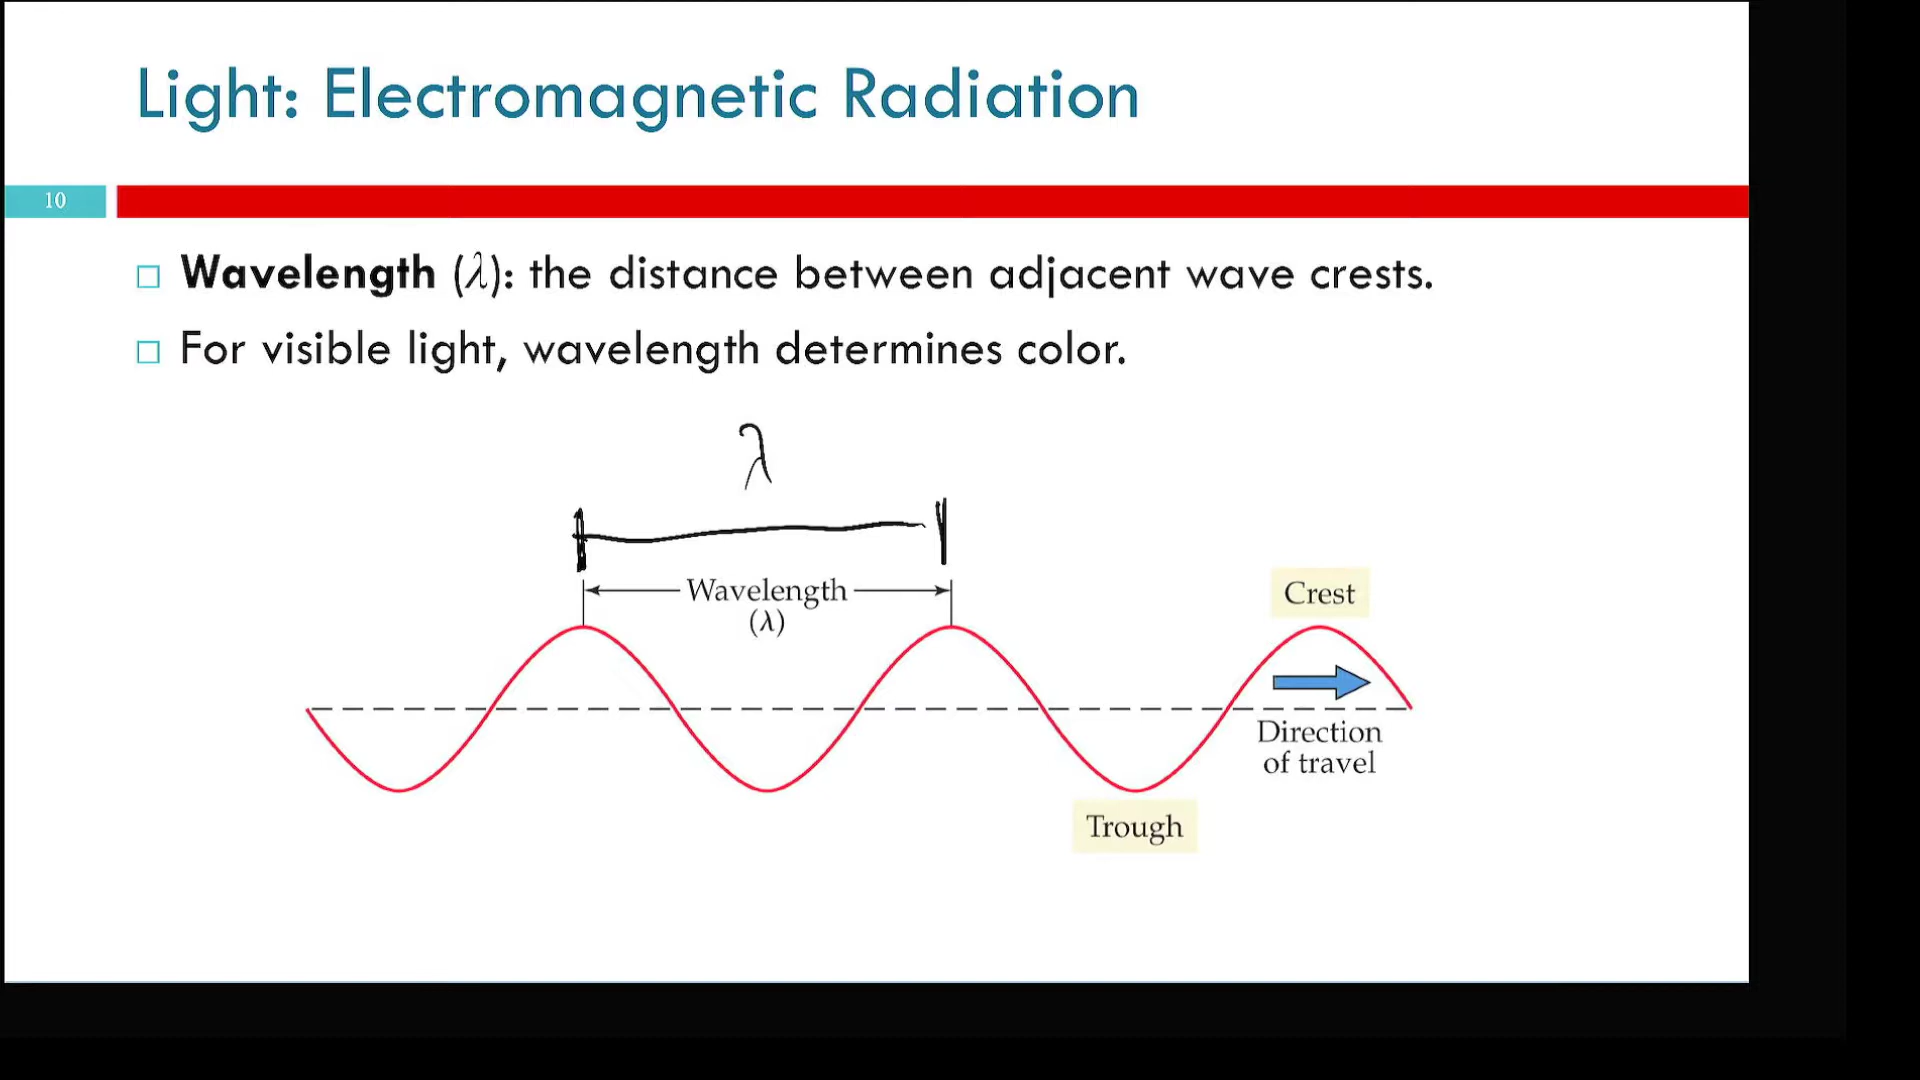 Light: Electromagnetic Radiation
10
Wavelength (λ): the distance between adjacent wave crests.
For visible light, wavelength determines color.
λ
Wavelength
(λ)
Crest
Direction
of travel
Trough